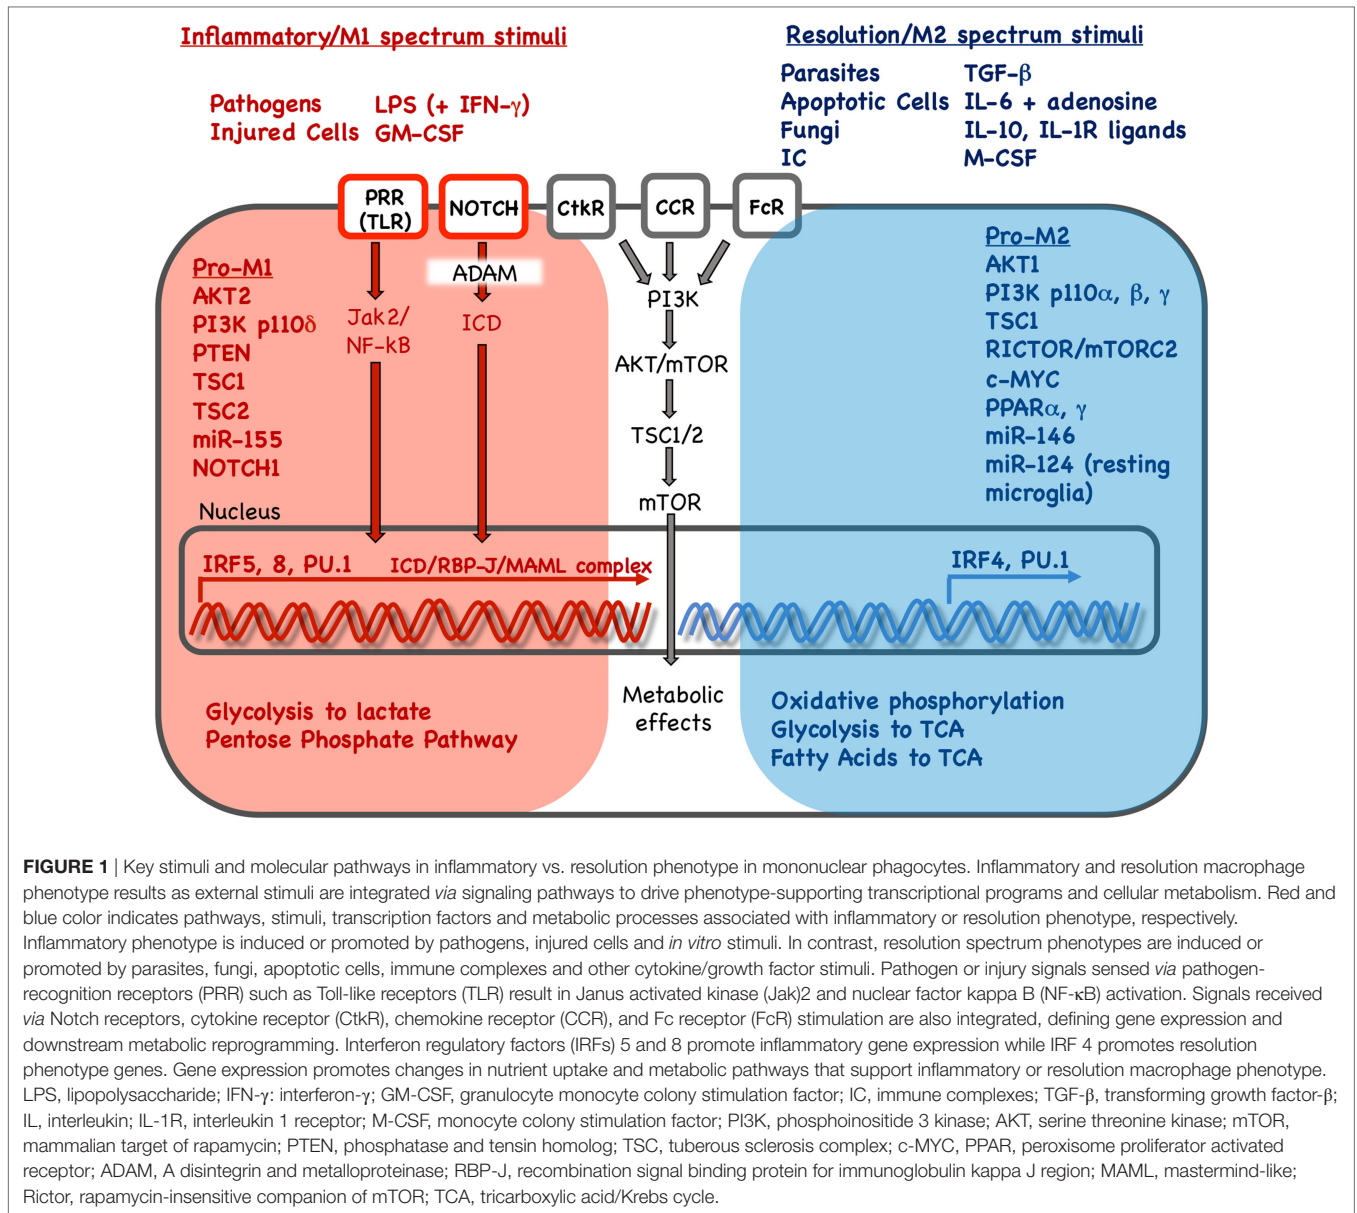 Inflammatory/M1 spectrum stimuli
Pathogens LPS (+ IFN-γ)
Injured Cells GM-CSF
Resolution/M2 spectrum stimuli
Parasites TGF-β
Apoptotic Cells IL-6 + adenosine
Fungi IL-10, IL-1R ligands
IC M-CSF
PRR
(TLR)
NOTCH
CtkR
CCR
FcR
Pro-M1
AKT2
PI3K p110δ
PTEN
TSC1
TSC2
miR-155
NOTCH1
Jak2/
NF-kB
ADAM
ICD
PI3K
AKT/mTOR
TSC1/2
mTOR
Pro-M2
AKT1
PI3K p110α, β, γ
TSC1
RICTOR/mTORC2
c-MYC
PPARα, γ
miR-146
miR-124 (resting
microglia)
Nucleus
IRF5, 8, PU.1
ICD/RBP-J/MAML complex
IRF4, PU.1
Glycolysis to lactate
Pentose Phosphate Pathway
Metabolic
effects
Oxidative phosphorylation
Glycolysis to TCA
Fatty Acids to TCA
FIGURE 1 | Key stimuli and molecular pathways in inflammatory vs. resolution phenotype in mononuclear phagocytes. Inflammatory and resolution macrophage
phenotype results as external stimuli are integrated via signaling pathways to drive phenotype-supporting transcriptional programs and cellular metabolism. Red and
blue color indicates pathways, stimuli, transcription factors and metabolic processes associated with inflammatory or resolution phenotype, respectively.
Inflammatory phenotype is induced or promoted by pathogens, injured cells and in vitro stimuli. In contrast, resolution spectrum phenotypes are induced or
promoted by parasites, fungi, apoptotic cells, immune complexes and other cytokine/growth factor stimuli. Pathogen or injury signals sensed via pathogen-
recognition receptors (PRR) such as Toll-like receptors (TLR) result in Janus activated kinase (Jak)2 and nuclear factor kappa B (NF-κB) activation. Signals received
via Notch receptors, cytokine receptor (CtkR), chemokine receptor (CCR), and Fc receptor (FcR) stimulation are also integrated, defining gene expression and
downstream metabolic reprogramming. Interferon regulatory factors (IRFs) 5 and 8 promote inflammatory gene expression while IRF 4 promotes resolution
phenotype genes. Gene expression promotes changes in nutrient uptake and metabolic pathways that support inflammatory or resolution macrophage phenotype.
LPS, lipopolysaccharide; IFN-γ: interferon-γ; GM-CSF, granulocyte monocyte colony stimulation factor; IC, immune complexes; TGF-β, transforming growth factor-β;
IL, interleukin; IL-1R, interleukin 1 receptor; M-CSF, monocyte colony stimulation factor; PI3K, phosphoinositide 3 kinase; AKT, serine threonine kinase; mTOR,
mammalian target of rapamycin; PTEN, phosphatase and tensin homolog; TSC, tuberous sclerosis complex; c-MYC, PPAR, peroxisome proliferator activated
receptor; ADAM, A disintegrin and metalloproteinase; RBP-J, recombination signal binding protein for immunoglobulin kappa J region; MAML, mastermind-like;
Rictor, rapamycin-insensitive companion of mTOR; TCA, tricarboxylic acid/Krebs cycle.